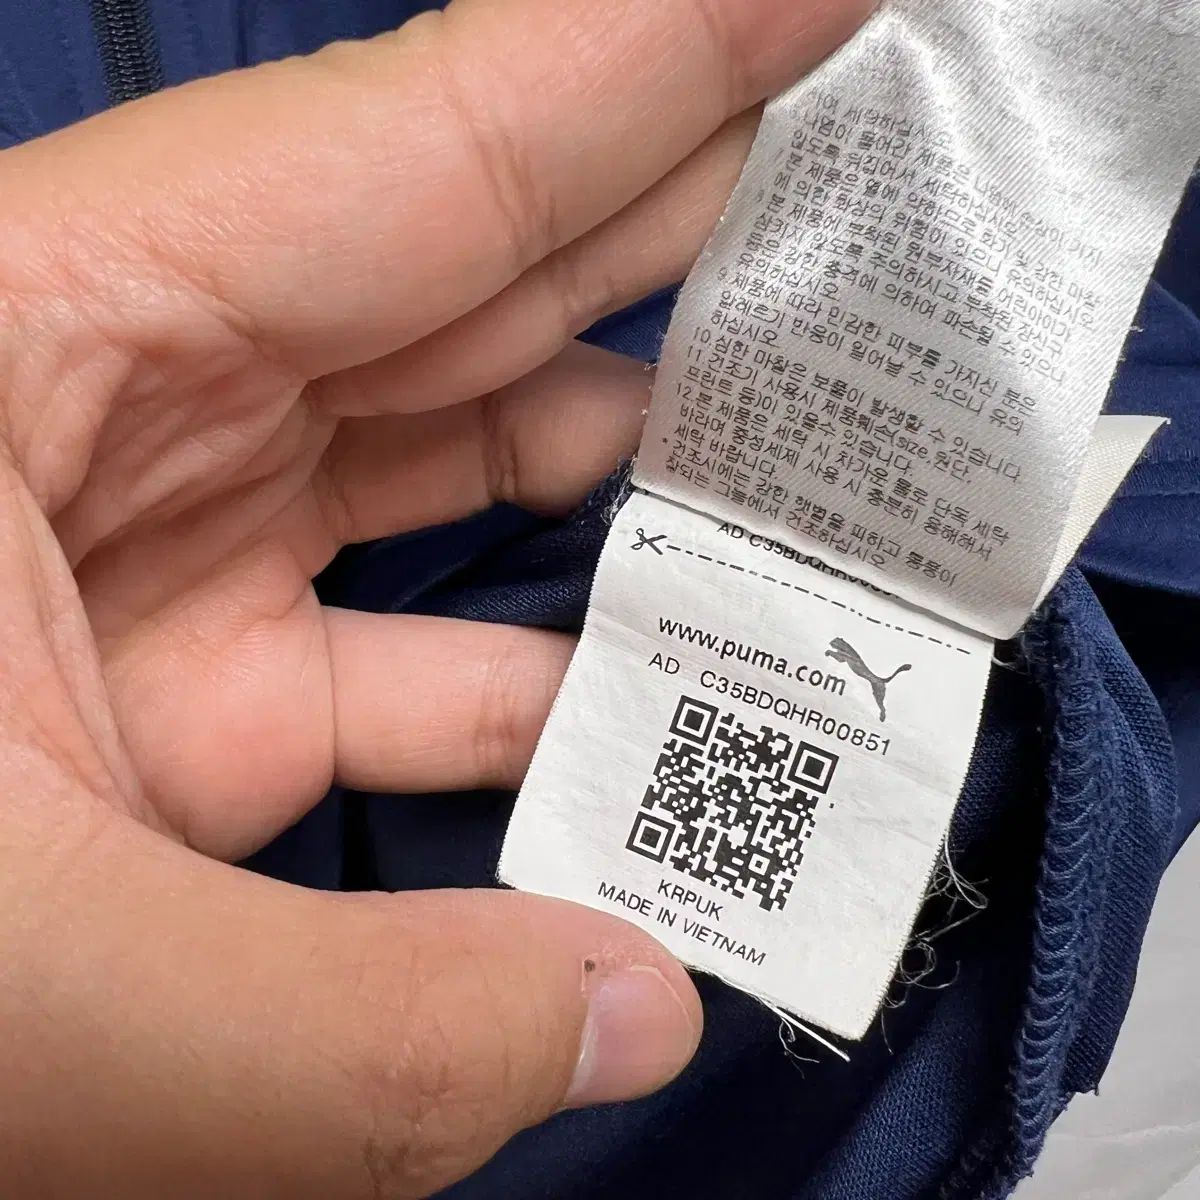 여 세탁하십시오
6.나염이 들어간 제품은 나염에 손상이 가지
않도록 뒤집어서 세탁하십시오
7.본 제품은 열에 약하므로 화기 및 강한 마찰
에 의한 화상의 위험이 있으니 유의하십시오
8.본 제품에 부착된 원부자재를 어린아이가
삼키지 않도록 주의하시고 부착된 장신구
등은 강한 충격에 의하여 파손될 수 있으니
유의하십시오
9.제품에 따라 민감한 피부를 가지신 분은
알레르기 반응이 일어날 수 있으니 유의
하십시오
10.심한 마찰은 보풀이 발생할 수 있습니다
11.건조기 사용시 제품훼손(size,원단,
프린트 등)이 있을수 있습니다.
12.본 제품은 세탁 시 차가운 물로 단독 세탁
바라며 중성세제 사용 시 충분히 용해해서
세탁 바랍니다.
* 건조시에는 강한 햇볕을 피하고 통풍이
잘되는 그늘에서 건조하십시오
AD C35BDQHR00851
www.puma.com
AD C35BDQHR00851
KRPUK
MADE IN VIETNAM